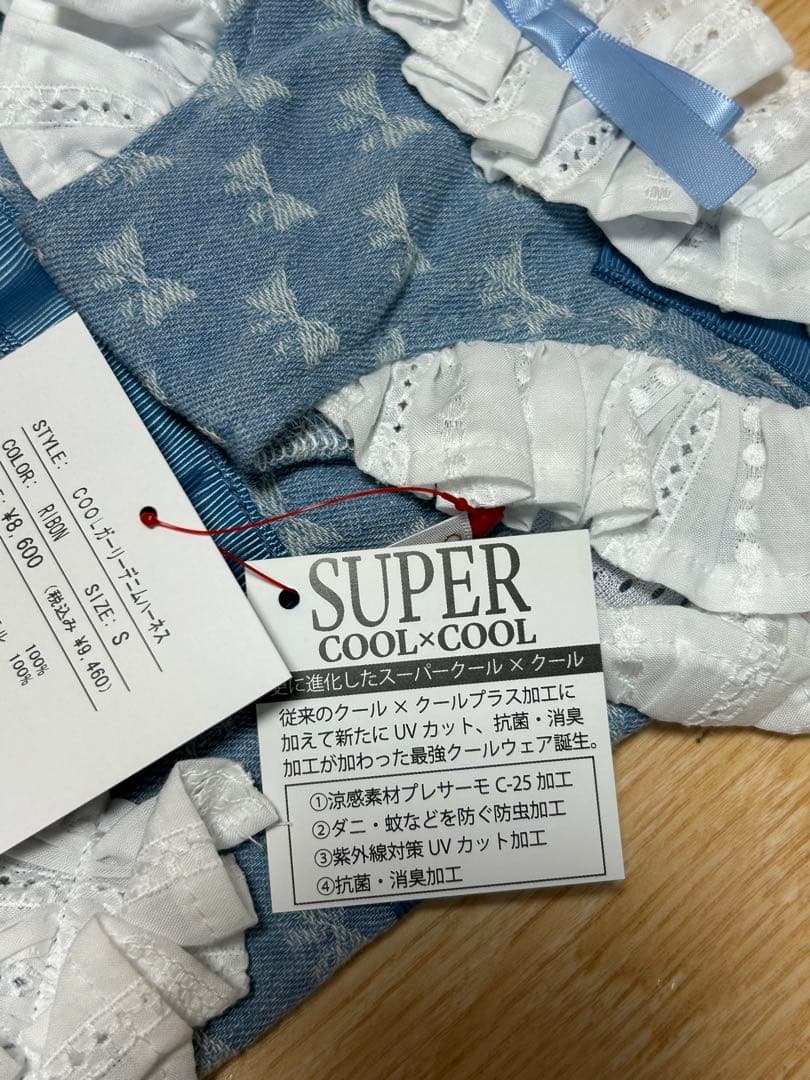 STYLE: COOLガーリーデニムハーネス
COLOR: RIBON SIZE: S
¥8,600 (税込み ¥9,460)
100%
100%
SUPER
COOL×COOL
に進化したスーパークール × クール
従来のクール × クールプラス加工に
加えて新たに UV カット、抗菌・消臭
加工が加わった最強クールウェア誕生。
①涼感素材プレサーモ C-25 加工
②ダニ・蚊などを防ぐ防虫加工
③紫外線対策 UV カット加工
④抗菌・消臭加工